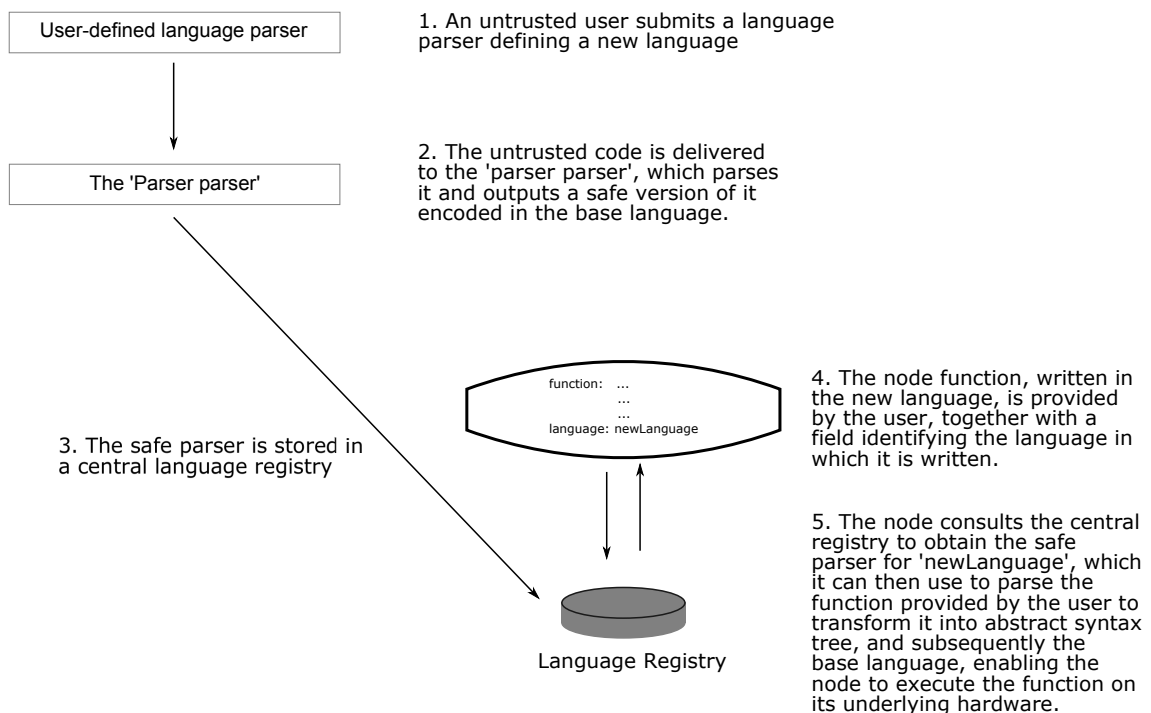 User-defined language parser
1. An untrusted user submits a language
parser defining a new language
The 'Parser parser'
2. The untrusted code is delivered
to the 'parser parser', which parses
it and outputs a safe version of it
encoded in the base language.
3. The safe parser is stored in
a central language registry
function: ...
...
...
language: newLanguage
4. The node function, written in
the new language, is provided
by the user, together with a
field identifying the language in
which it is written.
5. The node consults the central
registry to obtain the safe
parser for 'newLanguage', which
it can then use to parse the
function provided by the user to
transform it into abstract syntax
tree, and subsequently the
base language, enabling the
node to execute the function on
its underlying hardware.
Language Registry